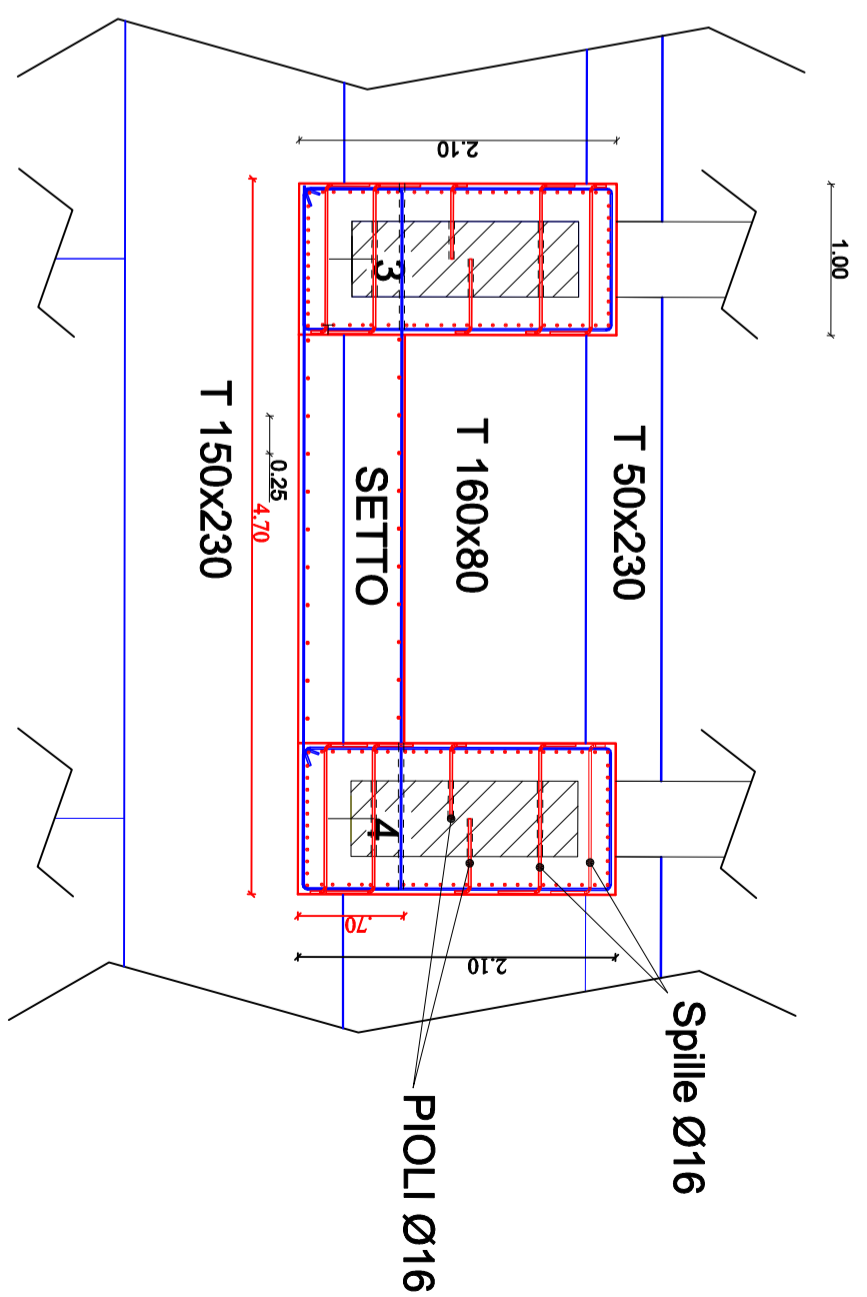 2.10
1.00
3
T 150x230
0.25
4.70
SETTO
T 160x80
T 50x230
4
.70
2.10
Spille Ø16
PIOLI Ø16